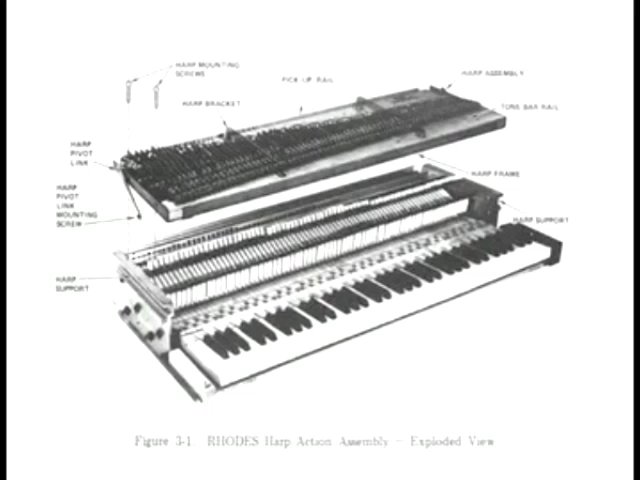 HARP MOUNTING
SCREWS
PICK UP RAIL
HARP ASSEMBLY
HARP BRACKET
TONE BAR RAIL
HARP
PIVOT
LINK
HARP FRAME
HARP
PIVOT
LINK
MOUNTING
SCREW
HARP SUPPORT
HARP
SUPPORT
Figure 3-1 RHODES Harp Action Assembly - Exploded View